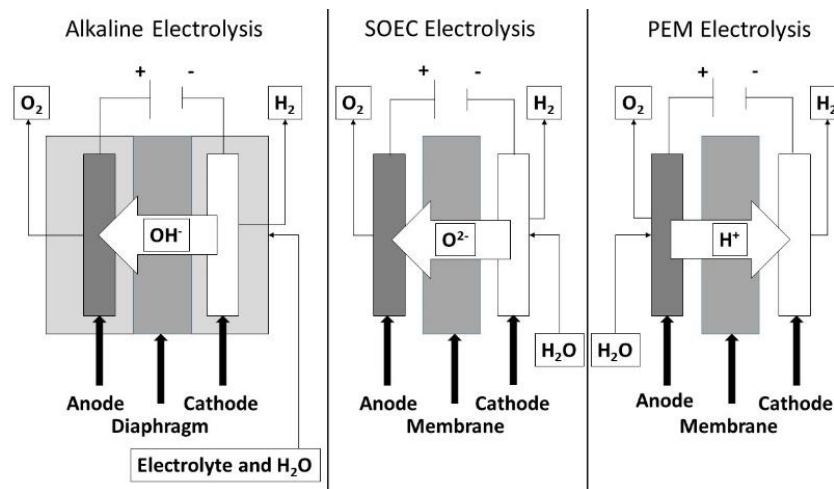 Alkaline Electrolysis
+ -
O₂
H₂
OH⁻
Anode Cathode
Diaphragm
Electrolyte and H₂O
SOEC Electrolysis
+ -
O₂
H₂
O²⁻
H₂O
Anode Cathode
Membrane
PEM Electrolysis
+ -
O₂
H₂
H⁺
H₂O
Anode Cathode
Membrane